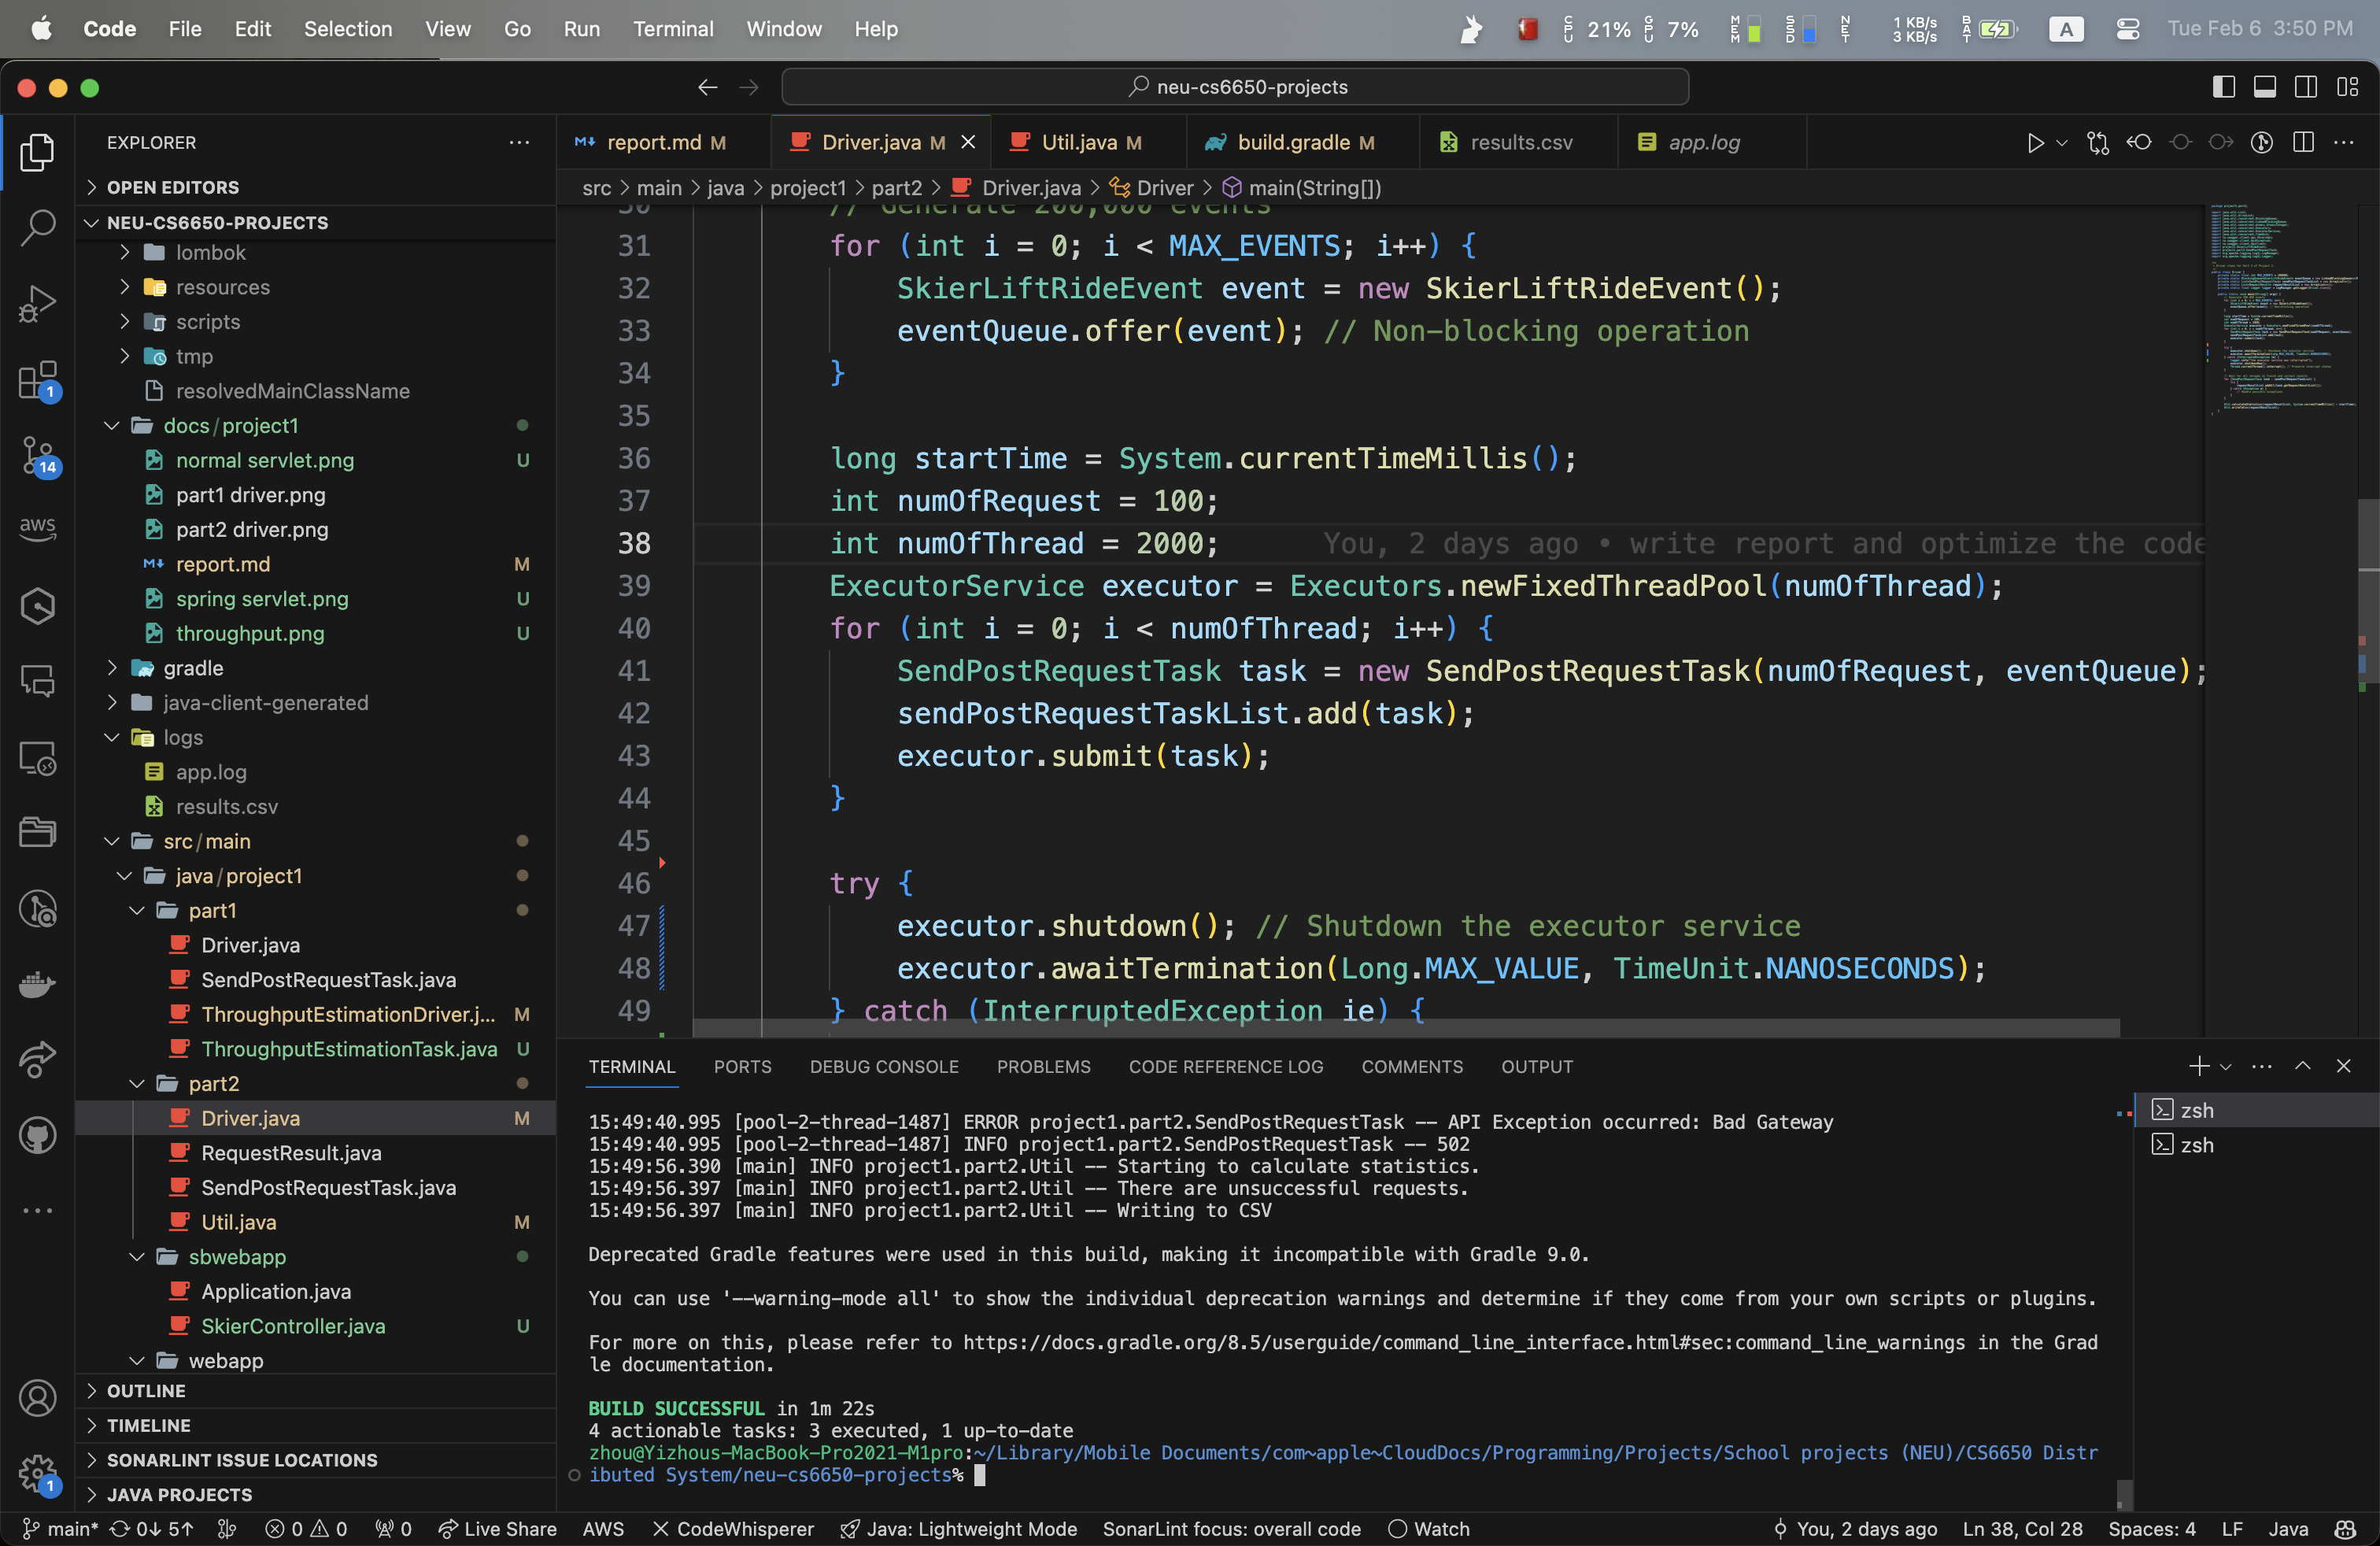 Code File Edit Selection View Go Run Terminal Window Help CPU 21% GPU 7% MEM SSD NET 1 KB/s 3 KB/s BAT A Tue Feb 6 3:50 PM
neu-cs6650-projects
EXPLORER
OPEN EDITORS
NEU-CS6650-PROJECTS
lombok
resources
scripts
tmp
resolvedMainClassName
docs/project1
normal servlet.png U
part1 driver.png
part2 driver.png
report.md M
spring servlet.png U
throughput.png U
gradle
java-client-generated
logs
app.log
results.csv
src/main
java/project1
part1
Driver.java
SendPostRequestTask.java
ThroughputEstimationDriver.j... M
ThroughputEstimationTask.java U
part2
Driver.java M
RequestResult.java
SendPostRequestTask.java
Util.java M
sbwebapp
Application.java
SkierController.java U
webapp
OUTLINE
TIMELINE
SONARLINT ISSUE LOCATIONS
JAVA PROJECTS
1
14
aws
1
report.md M Driver.java M Util.java M build.gradle M results.csv app.log
src > main > java > project1 > part2 > Driver.java > Driver > main(String[])
30 // Generate 200,000 events
31 for (int i = 0; i < MAX_EVENTS; i++) {
32 SkierLiftRideEvent event = new SkierLiftRideEvent();
33 eventQueue.offer(event); // Non-blocking operation
34 }
35
36 long startTime = System.currentTimeMillis();
37 int numOfRequest = 100;
38 int numOfThread = 2000; You, 2 days ago • write report and optimize the code
39 ExecutorService executor = Executors.newFixedThreadPool(numOfThread);
40 for (int i = 0; i < numOfThread; i++) {
41 SendPostRequestTask task = new SendPostRequestTask(numOfRequest, eventQueue);
42 sendPostRequestTaskList.add(task);
43 executor.submit(task);
44 }
45
46 try {
47 executor.shutdown(); // Shutdown the executor service
48 executor.awaitTermination(Long.MAX_VALUE, TimeUnit.NANOSECONDS);
49 } catch (InterruptedException ie) {
TERMINAL PORTS DEBUG CONSOLE PROBLEMS CODE REFERENCE LOG COMMENTS OUTPUT
15:49:40.995 [pool-2-thread-1487] ERROR project1.part2.SendPostRequestTask -- API Exception occurred: Bad Gateway
15:49:40.995 [pool-2-thread-1487] INFO project1.part2.SendPostRequestTask -- 502
15:49:56.390 [main] INFO project1.part2.Util -- Starting to calculate statistics.
15:49:56.397 [main] INFO project1.part2.Util -- There are unsuccessful requests.
15:49:56.397 [main] INFO project1.part2.Util -- Writing to CSV
Deprecated Gradle features were used in this build, making it incompatible with Gradle 9.0.
You can use '--warning-mode all' to show the individual deprecation warnings and determine if they come from your own scripts or plugins.
For more on this, please refer to https://docs.gradle.org/8.5/userguide/command_line_interface.html#sec:command_line_warnings in the Grad
le documentation.
BUILD SUCCESSFUL in 1m 22s
4 actionable tasks: 3 executed, 1 up-to-date
zhou@Yizhous-MacBook-Pro2021-M1pro:~/Library/Mobile Documents/com~apple~CloudDocs/Programming/Projects/School projects (NEU)/CS6650 Distr
ibuted System/neu-cs6650-projects%
zsh
zsh
main* 0↓ 5↑ 0 0 0 Live Share AWS CodeWhisperer Java: Lightweight Mode SonarLint focus: overall code Watch You, 2 days ago Ln 38, Col 28 Spaces: 4 LF Java